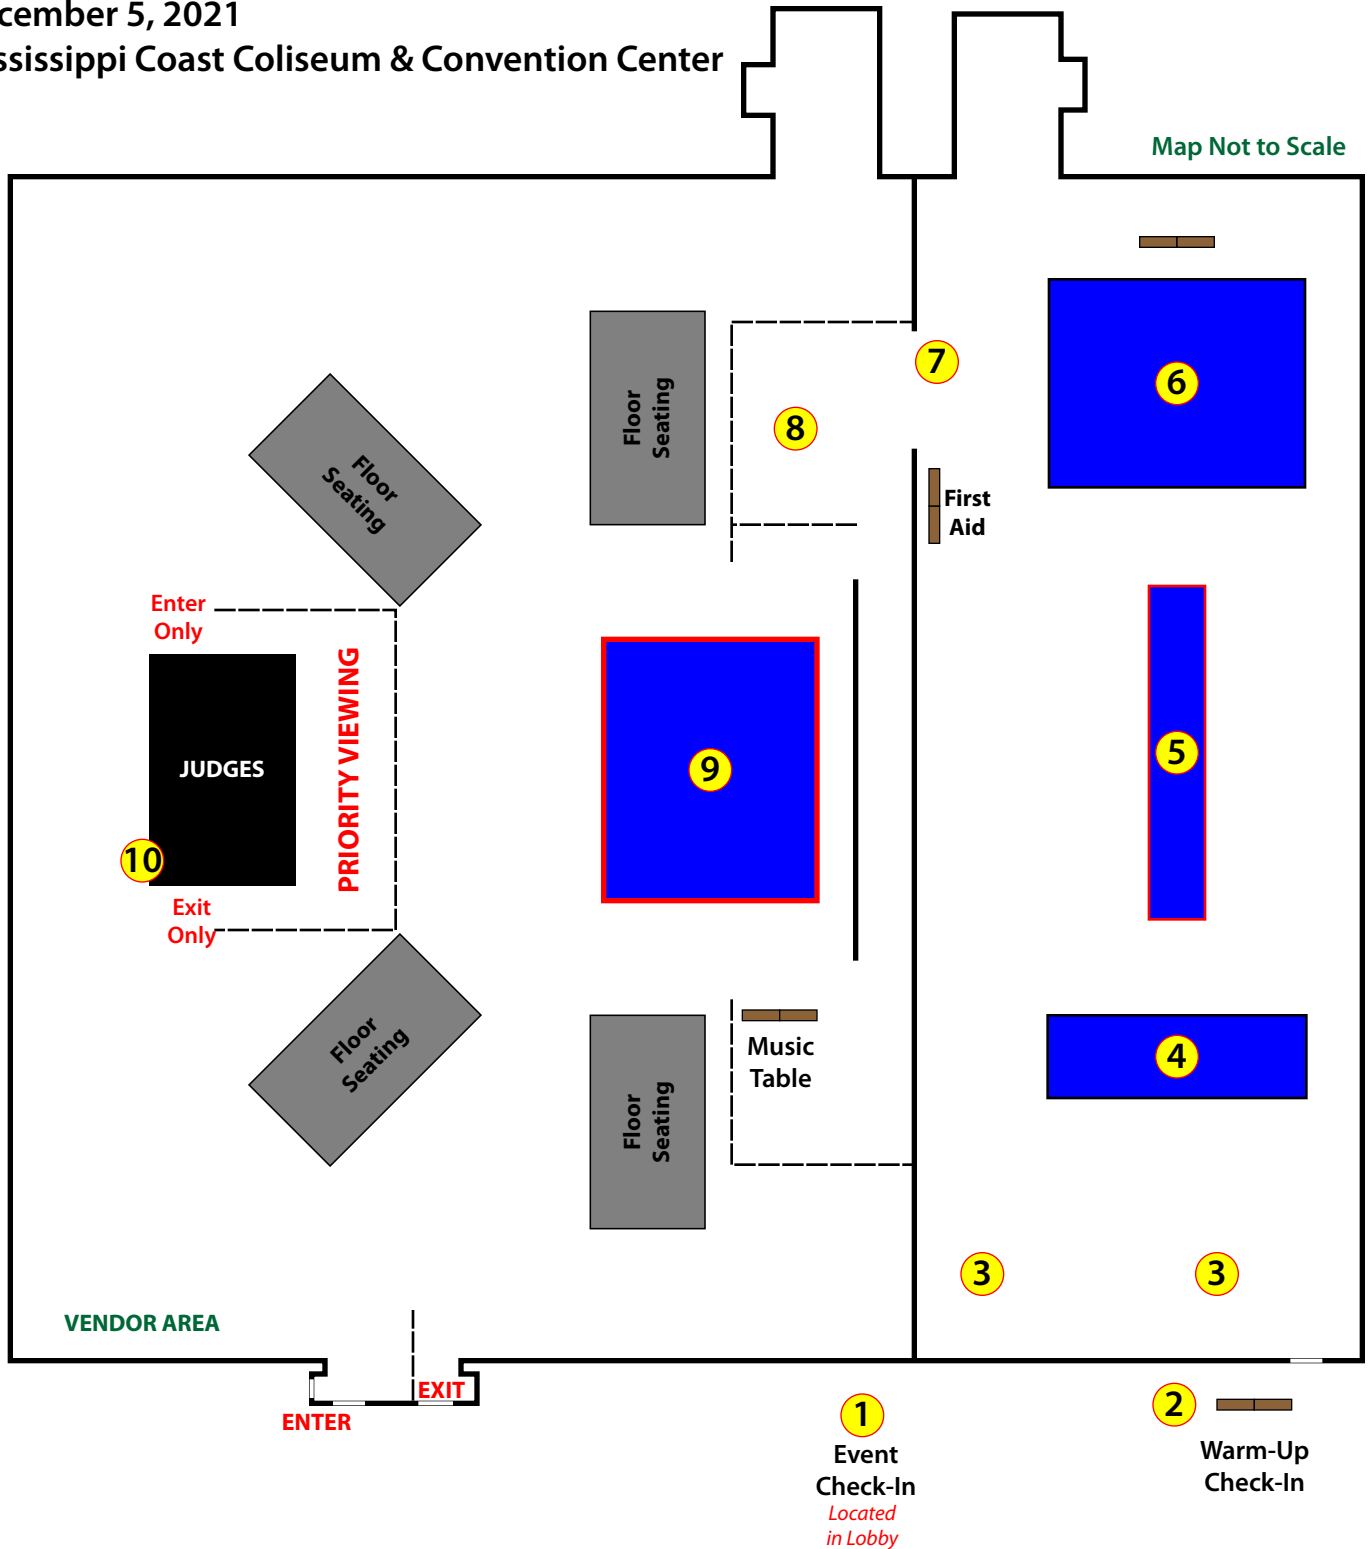 cember 5, 2021
ssissippi Coast Coliseum & Convention Center
Map Not to Scale
7
6
8
Floor
Seating
Floor
Seating
First
Aid
Enter
Only
PRIORITY VIEWING
JUDGES
9
5
10
Exit
Only
Music
Table
4
Floor
Seating
Floor
Seating
3
3
VENDOR AREA
EXIT
ENTER
1
Event
Check-In
Located
in Lobby
2
Warm-Up
Check-In